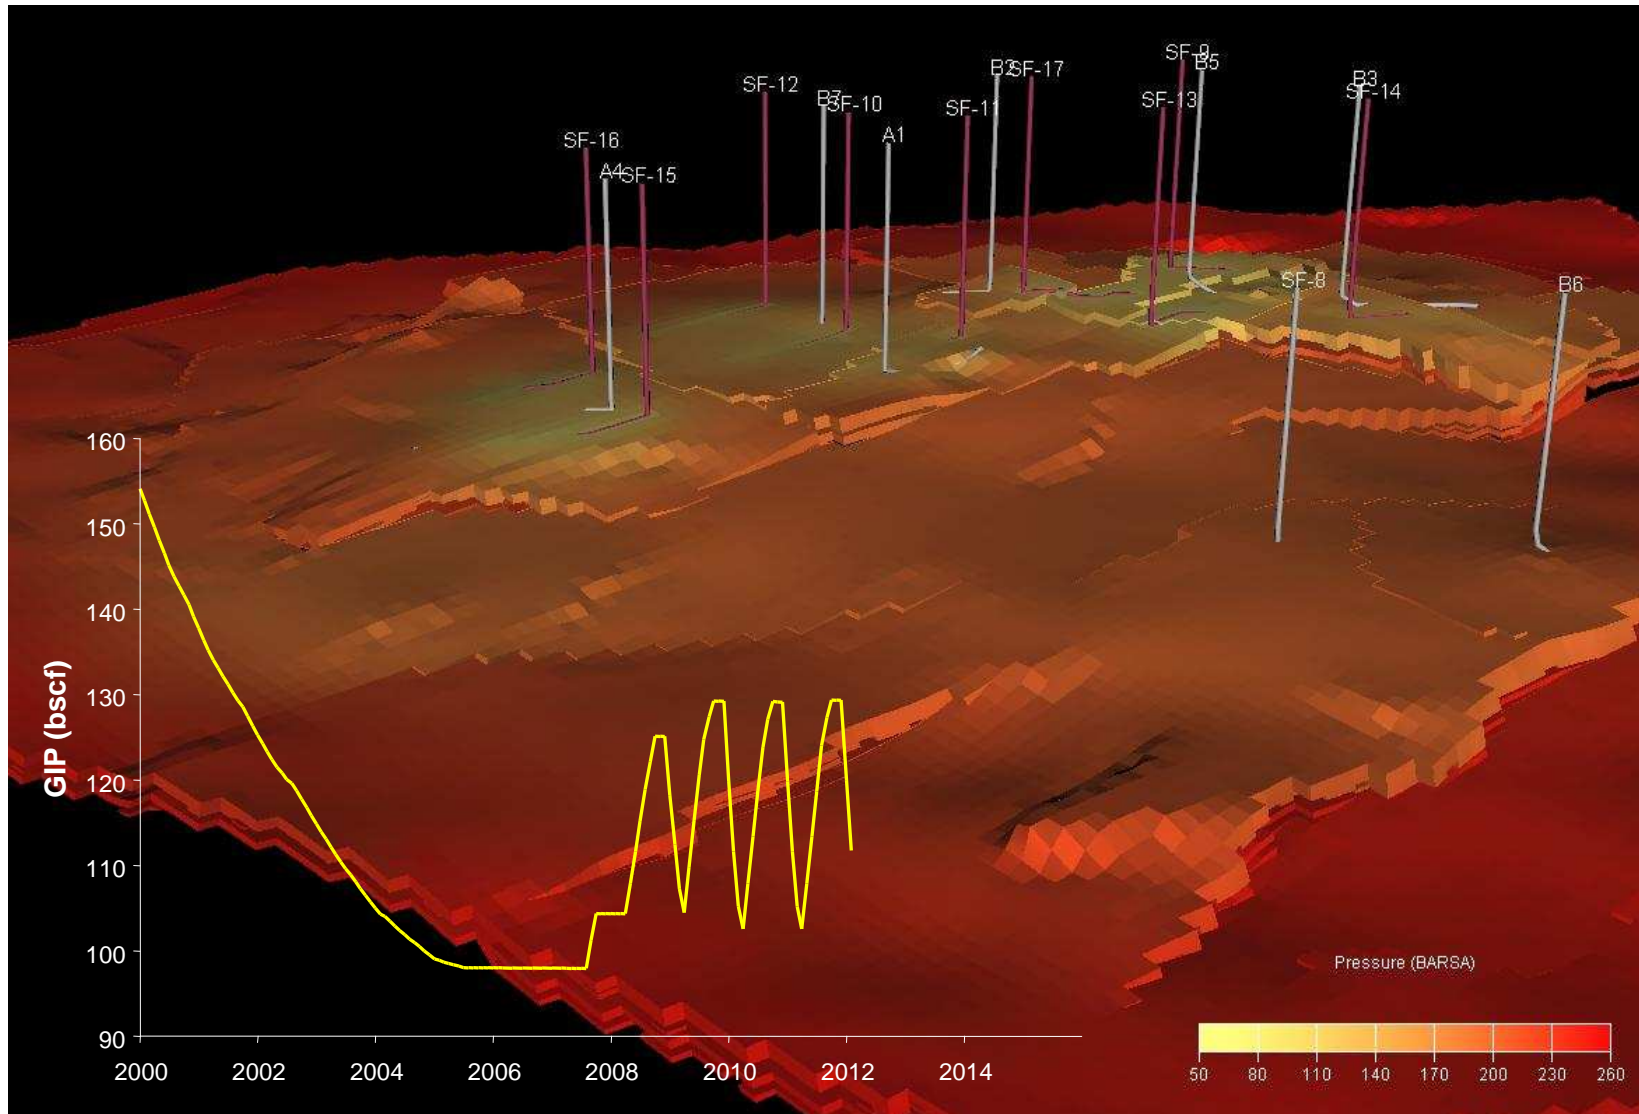 SF-9
B5
B2
SF-17
B3
SF-14
SF-12
B7
SF-10
SF-11
SF-13
A1
SF-16
A4
SF-15
SF-8
B6
160
150
140
130
120
110
100
90
GIP (bscf)
2000 2002 2004 2006 2008 2010 2012 2014
Pressure (BARSA)
50 80 110 140 170 200 230 260